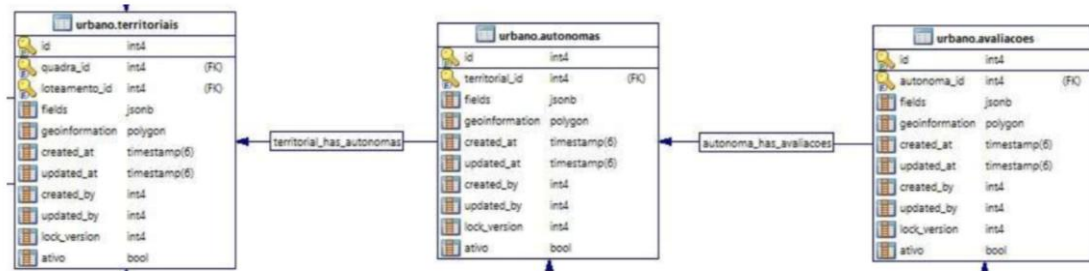 urbano.territoriais
id int4
quadra_id int4 (FK)
loteamento_id int4 (FK)
fields jsonb
geoinformation polygon
created_at timestamp(6)
updated_at timestamp(6)
created_by int4
updated_by int4
lock_version int4
ativo bool
territorial_has_autonomas
urbano.autonomas
id int4
territorial_id int4 (FK)
fields jsonb
geoinformation polygon
created_at timestamp(6)
updated_at timestamp(6)
created_by int4
updated_by int4
lock_version int4
ativo bool
autonoma_has_avaliacoes
urbano.avaliacoes
id int4
autonoma_id int4 (FK)
fields jsonb
geoinformation polygon
created_at timestamp(6)
updated_at timestamp(6)
created_by int4
updated_by int4
lock_version int4
ativo bool